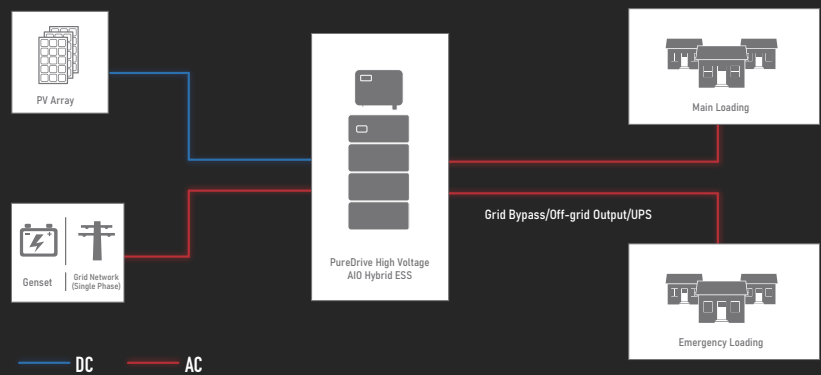 PV Array
Genset
Grid Network
(Single Phase)
PureDrive High Voltage
AIO Hybrid ESS
Main Loading
Grid Bypass/Off-grid Output/UPS
Emergency Loading
DC
AC